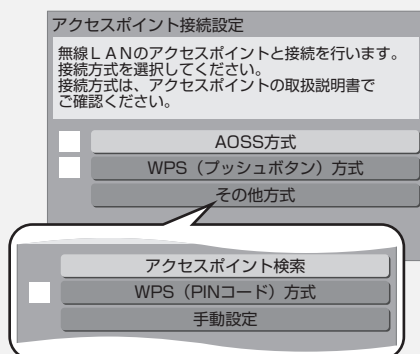 アクセスポイント接続設定
無線LANのアクセスポイントと接続を行います。
接続方式を選択してください。
接続方式は、アクセスポイントの取扱説明書で
ご確認ください。
AOSS方式
WPS（プッシュボタン）方式
その他方式
アクセスポイント検索
WPS（PINコード）方式
手動設定